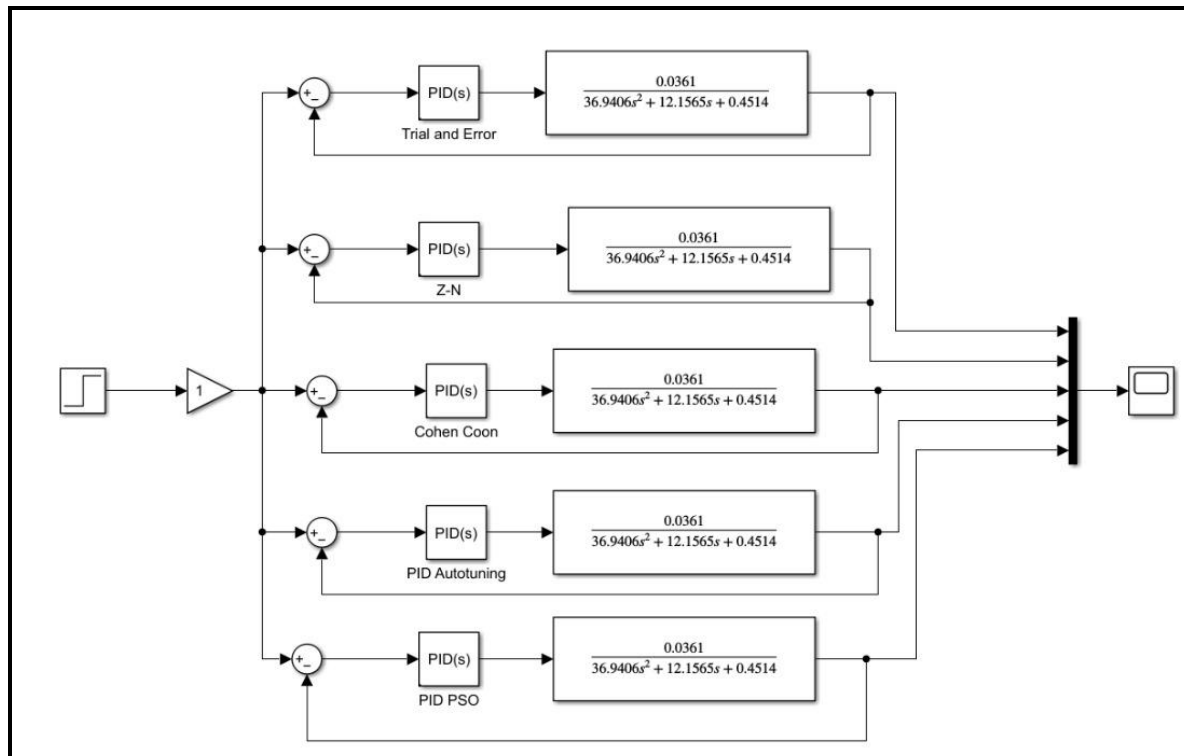 +
−
PID(s)
Trial and Error
0.0361
36.9406s² + 12.1565s + 0.4514
+
−
PID(s)
Z-N
0.0361
36.9406s² + 12.1565s + 0.4514
1
+
−
PID(s)
Cohen Coon
0.0361
36.9406s² + 12.1565s + 0.4514
+
−
PID(s)
PID Autotuning
0.0361
36.9406s² + 12.1565s + 0.4514
+
−
PID(s)
PID PSO
0.0361
36.9406s² + 12.1565s + 0.4514